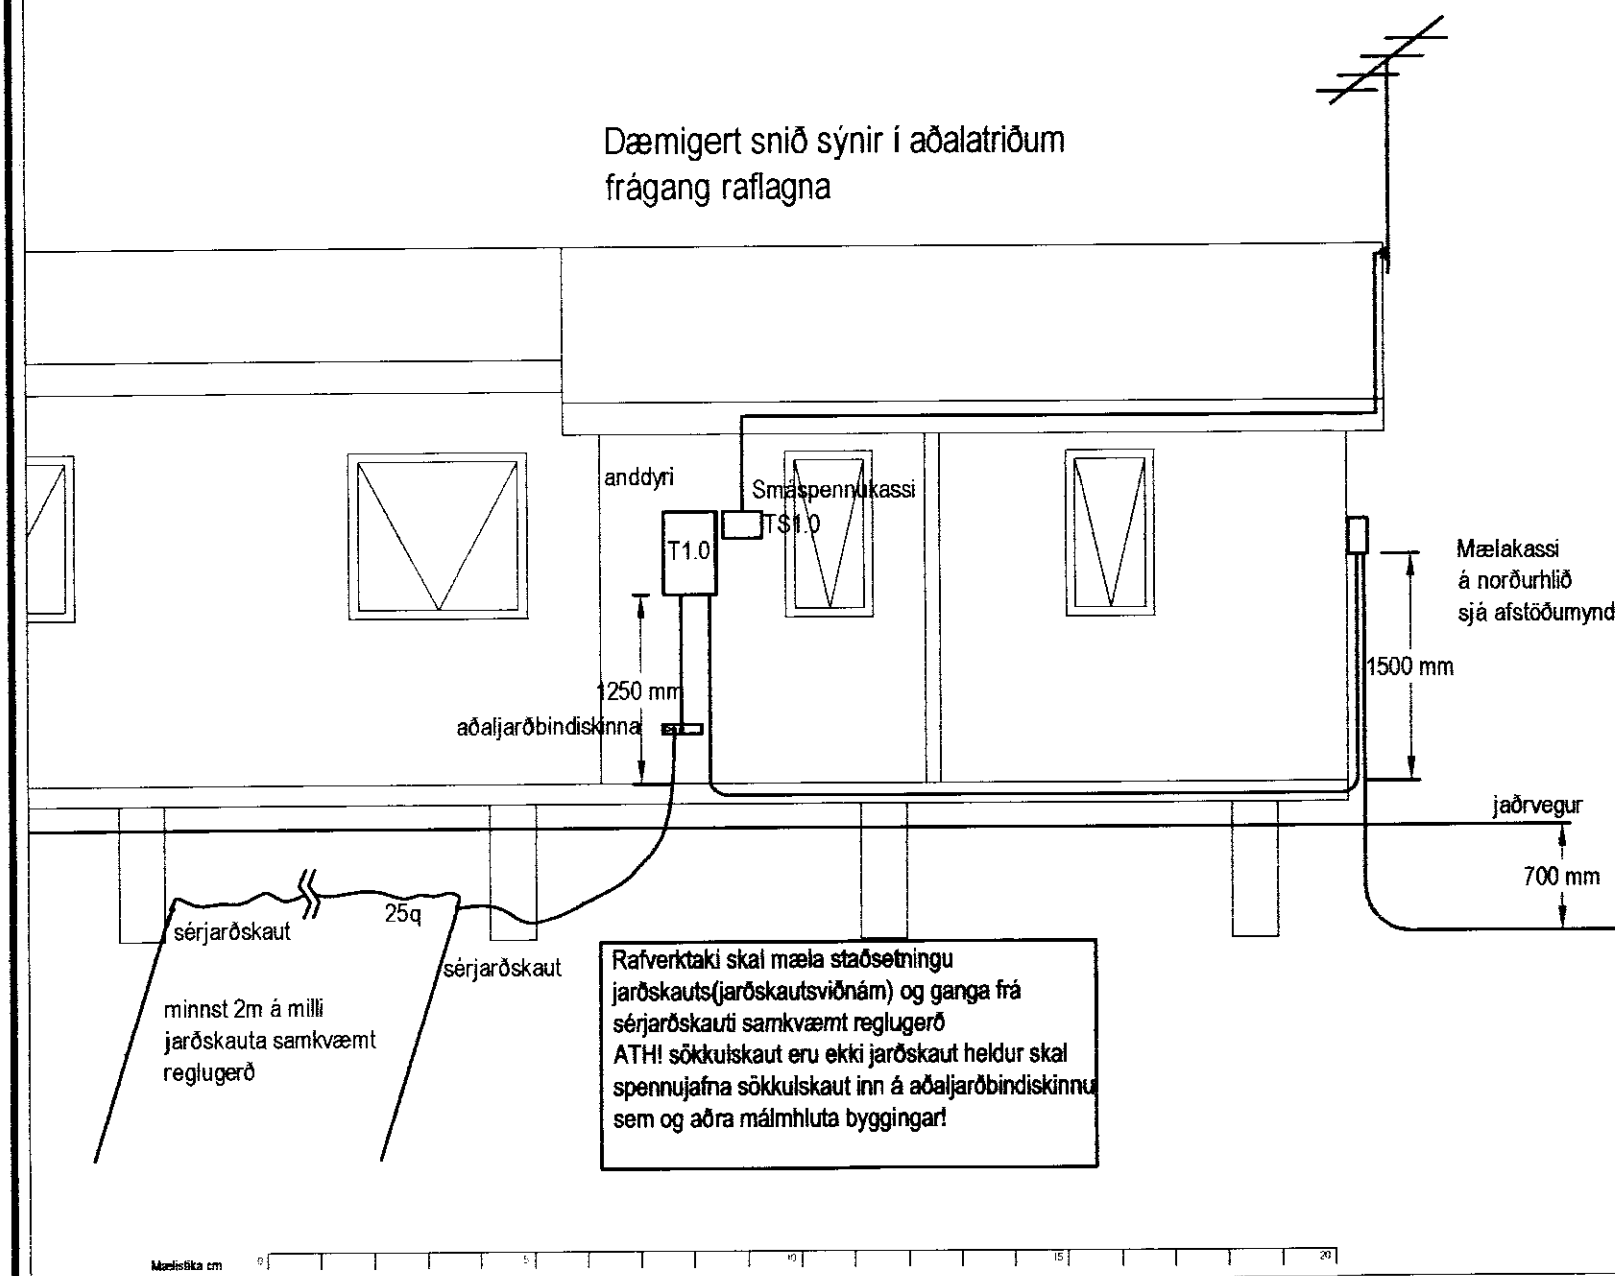 Dæmigert snið sýnir í aðalatriðum
frágang raflagna
anddyri
Smáspennukassi
TS1.0
T1.0
Mælakassi
á norðurhlið
sjá afstöðumynd
1500 mm
1250 mm
aðaljarðbindiskinna
jaðrvegur
700 mm
25q
sérjarðskaut
sérjarðskaut
minnst 2m á milli
jarðskauta samkvæmt
reglugerð
Rafverktaki skal mæla staðsetningu
jarðskauts(jarðskautsviðnám) og ganga frá
sérjarðskauti samkvæmt reglugerð
ATH! sökkulskaut eru ekki jarðskaut heldur skal
spennujafna sökkulskaut inn á aðaljarðbindiskinnu
sem og aðra málmhluta byggingar!
Mælistika cm 0 5 10 15 20